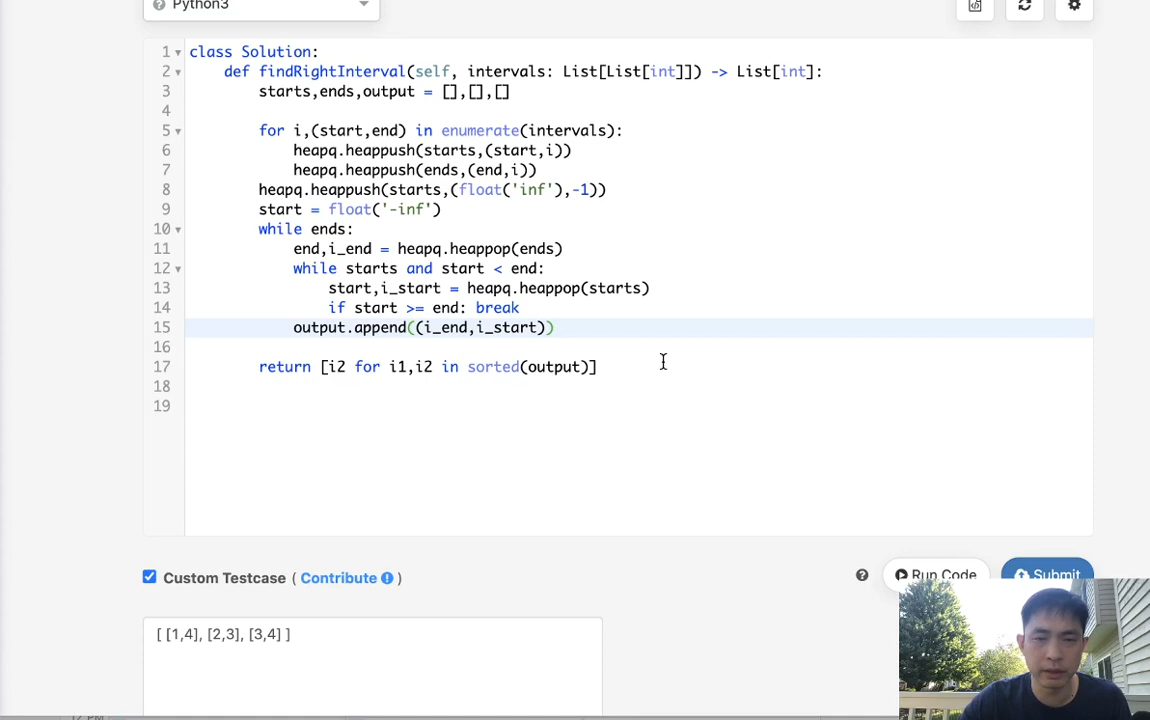 Python3
1 class Solution:
2 def findRightInterval(self, intervals: List[List[int]]) -> List[int]:
3 starts,ends,output = [],[],[]
4
5 for i,(start,end) in enumerate(intervals):
6 heapq.heappush(starts,(start,i))
7 heapq.heappush(ends,(end,i))
8 heapq.heappush(starts,(float('inf'),-1))
9 start = float('-inf')
10 while ends:
11 end,i_end = heapq.heappop(ends)
12 while starts and start < end:
13 start,i_start = heapq.heappop(starts)
14 if start >= end: break
15 output.append((i_end,i_start))
16
17 return [i2 for i1,i2 in sorted(output)]
18
19
Custom Testcase ( Contribute )
Run Code Submit
[ [1,4], [2,3], [3,4] ]
12 PM